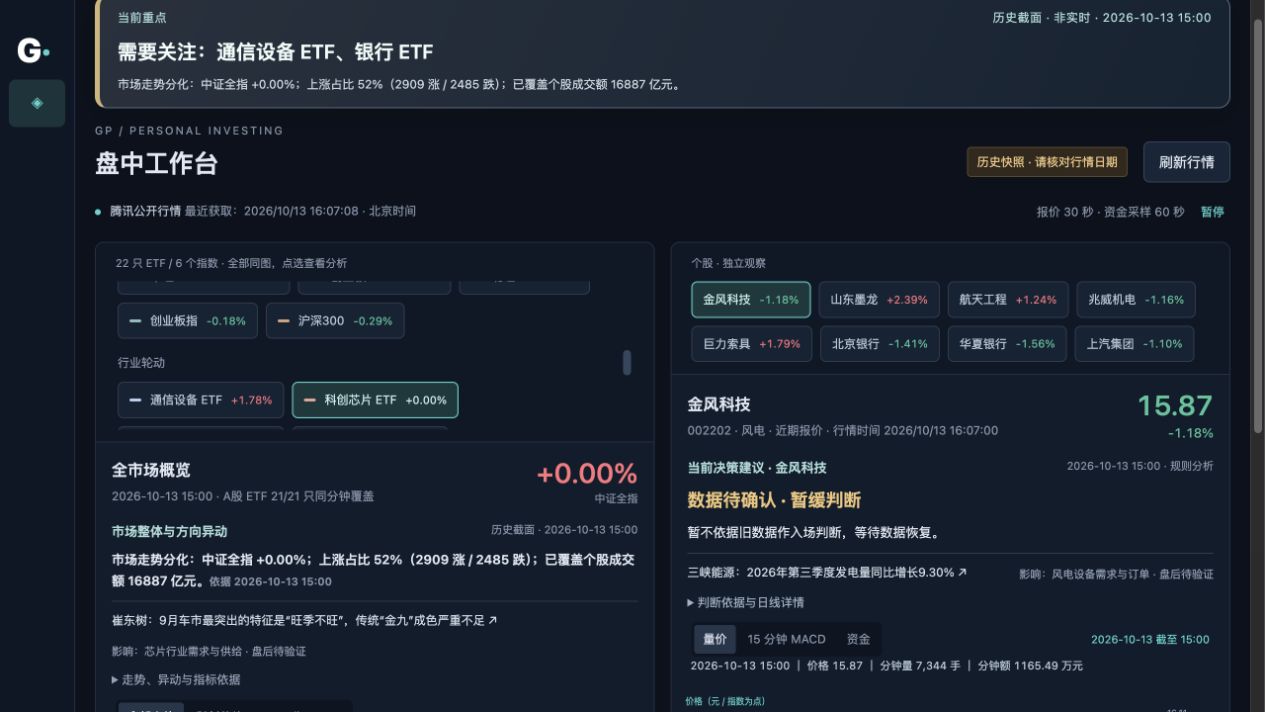 G.
当前重点
历史截面 · 非实时 · 2026-10-13 15:00
需要关注：通信设备 ETF、银行 ETF
市场走势分化：中证全指 +0.00%；上涨占比 52%（2909 涨 / 2485 跌）；已覆盖个股成交额 16887 亿元。
GP / PERSONAL INVESTING
盘中工作台
历史快照 · 请核对行情日期
刷新行情
腾讯公开行情 最近获取：2026/10/13 16:07:08 · 北京时间
报价 30 秒 · 资金采样 60 秒 暂停
22 只 ETF / 6 个指数 · 全部同图，点选查看分析
创业板指 -0.18%
沪深300 -0.29%
行业轮动
通信设备 ETF +1.78%
科创芯片 ETF +0.00%
全市场概览
+0.00%
2026-10-13 15:00 · A股 ETF 21/21 只同分钟覆盖
中证全指
市场整体与方向异动
历史截面 · 2026-10-13 15:00
市场走势分化：中证全指 +0.00%；上涨占比 52%（2909 涨 / 2485 跌）；已覆盖个股成交
额 16887 亿元。依据 2026-10-13 15:00
崔东树：9月车市最突出的特征是“旺季不旺”，传统“金九”成色严重不足 ↗
影响：芯片行业需求与供给 · 盘后待验证
▸ 走势、异动与指标依据
个股 · 独立观察
金风科技 -1.18%
山东墨龙 +2.39%
航天工程 +1.24%
兆威机电 -1.16%
巨力索具 +1.79%
北京银行 -1.41%
华夏银行 -1.56%
上汽集团 -1.10%
金风科技
15.87
002202 · 风电 · 近期报价 · 行情时间 2026/10/13 16:07:00
-1.18%
当前决策建议 · 金风科技
2026-10-13 15:00 · 规则分析
数据待确认 · 暂缓判断
暂不依据旧数据作入场判断，等待数据恢复。
三峡能源：2026年第三季度发电量同比增长9.30% ↗
影响：风电设备需求与订单 · 盘后待验证
▸ 判断依据与日线详情
量价
15 分钟 MACD
资金
2026-10-13 截至 15:00
2026-10-13 15:00 | 价格 15.87 | 分钟量 7,344 手 | 分钟额 1165.49 万元
价格（元 / 指数为点）